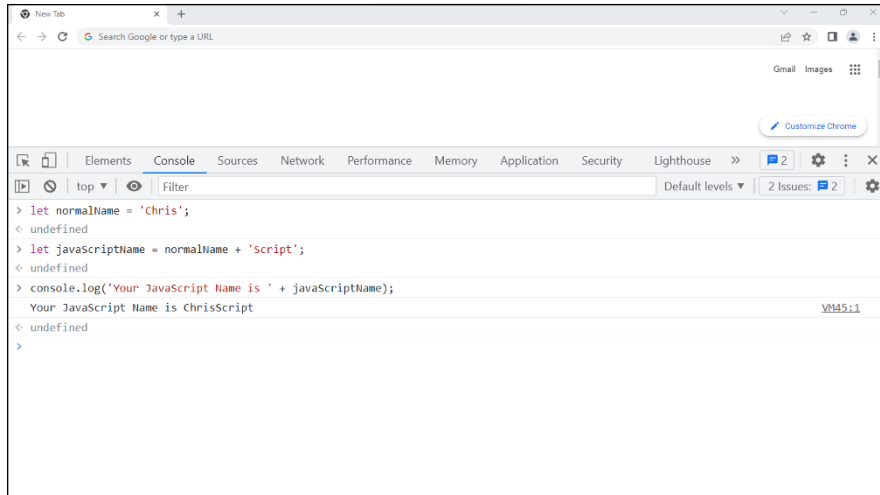 New Tab
Search Google or type a URL
Gmail Images
Customize Chrome
Elements Console Sources Network Performance Memory Application Security Lighthouse 2
top Filter Default levels 2 Issues: 2
> let normalName = 'Chris';
undefined
> let javaScriptName = normalName + 'Script';
undefined
> console.log('Your JavaScript Name is ' + javaScriptName);
Your JavaScript Name is ChrisScript VM45:1
undefined
>